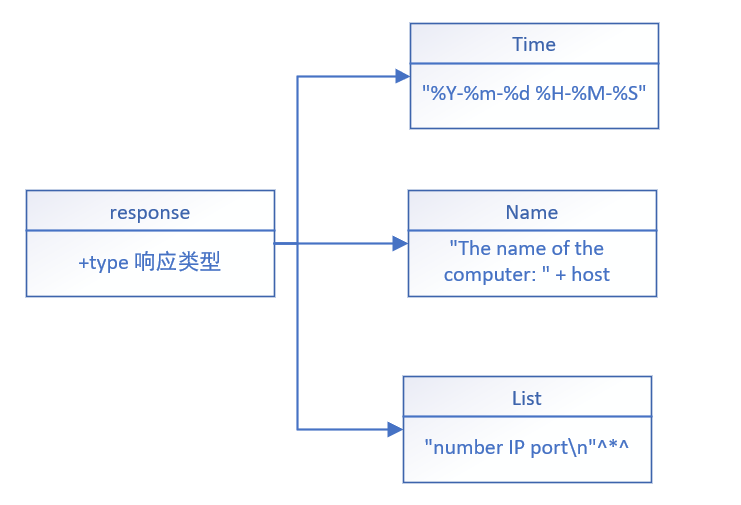 Time
"%Y-%m-%d %H-%M-%S"
response
+type 响应类型
Name
"The name of the
computer: " + host
List
"number IP port\n"^*^